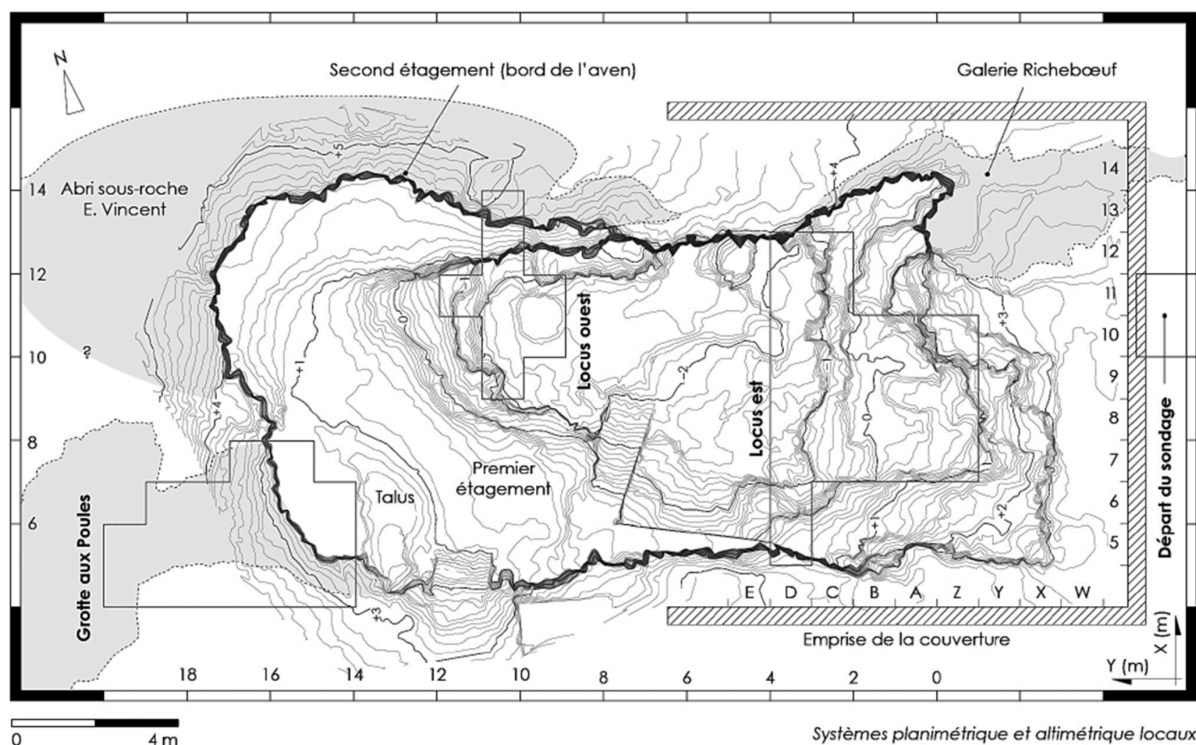 N
Second étagement (bord de l'aven)
Galerie Richebœuf
+5
+4
Abri sous-roche
E. Vincent
14
12
10
8
6
14
13
12
11
10
9
8
7
6
5
?
+1
-1
-0
+4
Locus ouest
-2
Locus est
-1
-0
+3
1
+2
+1
Premier
étagement
Talus
Grotte aux Poules
+3
E D C B A Z Y X W
Départ du sondage
Emprise de la couverture
X (m)
Y (m)
18 16 14 12 10 8 6 4 2 0
0 4 m
Systèmes planimétrique et altimétrique locaux